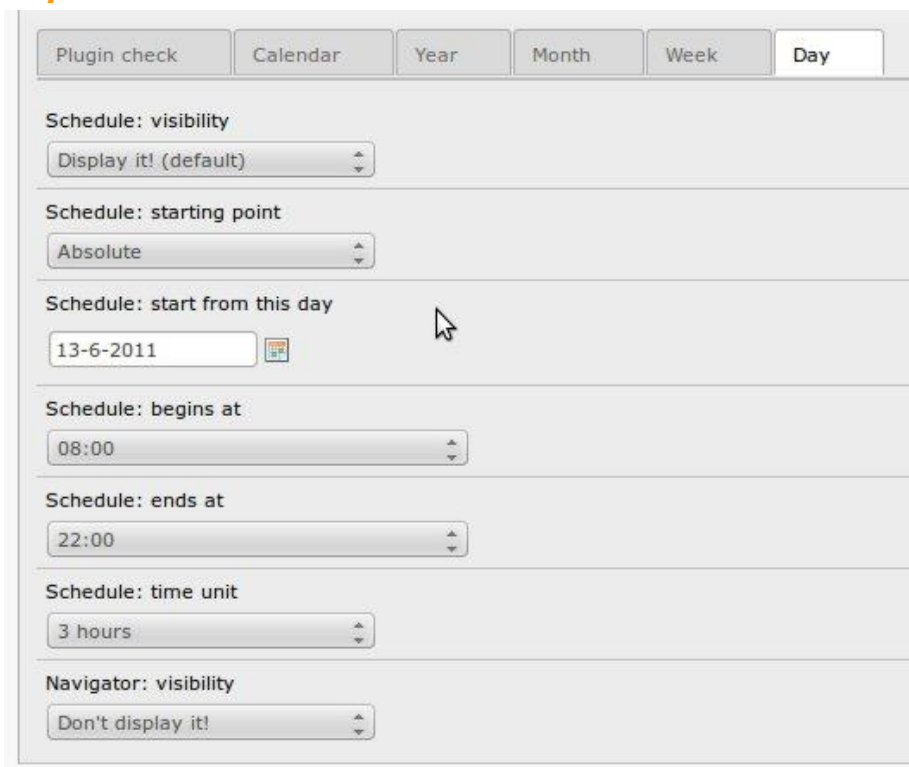 Plugin check Calendar Year Month Week Day
Schedule: visibility
Display it! (default)
Schedule: starting point
Absolute
Schedule: start from this day
13-6-2011
Schedule: begins at
08:00
Schedule: ends at
22:00
Schedule: time unit
3 hours
Navigator: visibility
Don't display it!